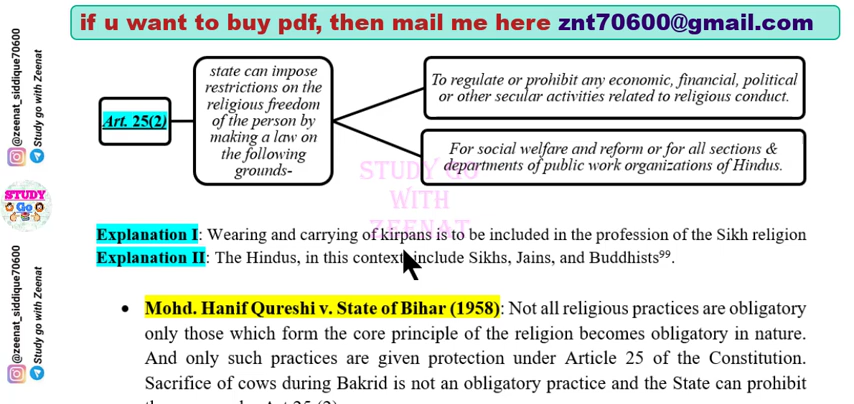 if u want to buy pdf, then mail me here znt70600@gmail.com
@zeenat_siddique70600
Study go with Zeenat
STUDY
Go
@zeenat_siddique70600
Study go with Zeenat
Art. 25(2)
state can impose
restrictions on the
religious freedom
of the person by
making a law on
the following
grounds-
To regulate or prohibit any economic, financial, political
or other secular activities related to religious conduct.
For social welfare and reform or for all sections &
departments of public work organizations of Hindus.
STUDY GO
WITH
ZEENAT
Explanation I: Wearing and carrying of kirpans is to be included in the profession of the Sikh religion
Explanation II: The Hindus, in this context include Sikhs, Jains, and Buddhists⁹⁹.
• Mohd. Hanif Qureshi v. State of Bihar (1958): Not all religious practices are obligatory
only those which form the core principle of the religion becomes obligatory in nature.
And only such practices are given protection under Article 25 of the Constitution.
Sacrifice of cows during Bakrid is not an obligatory practice and the State can prohibit